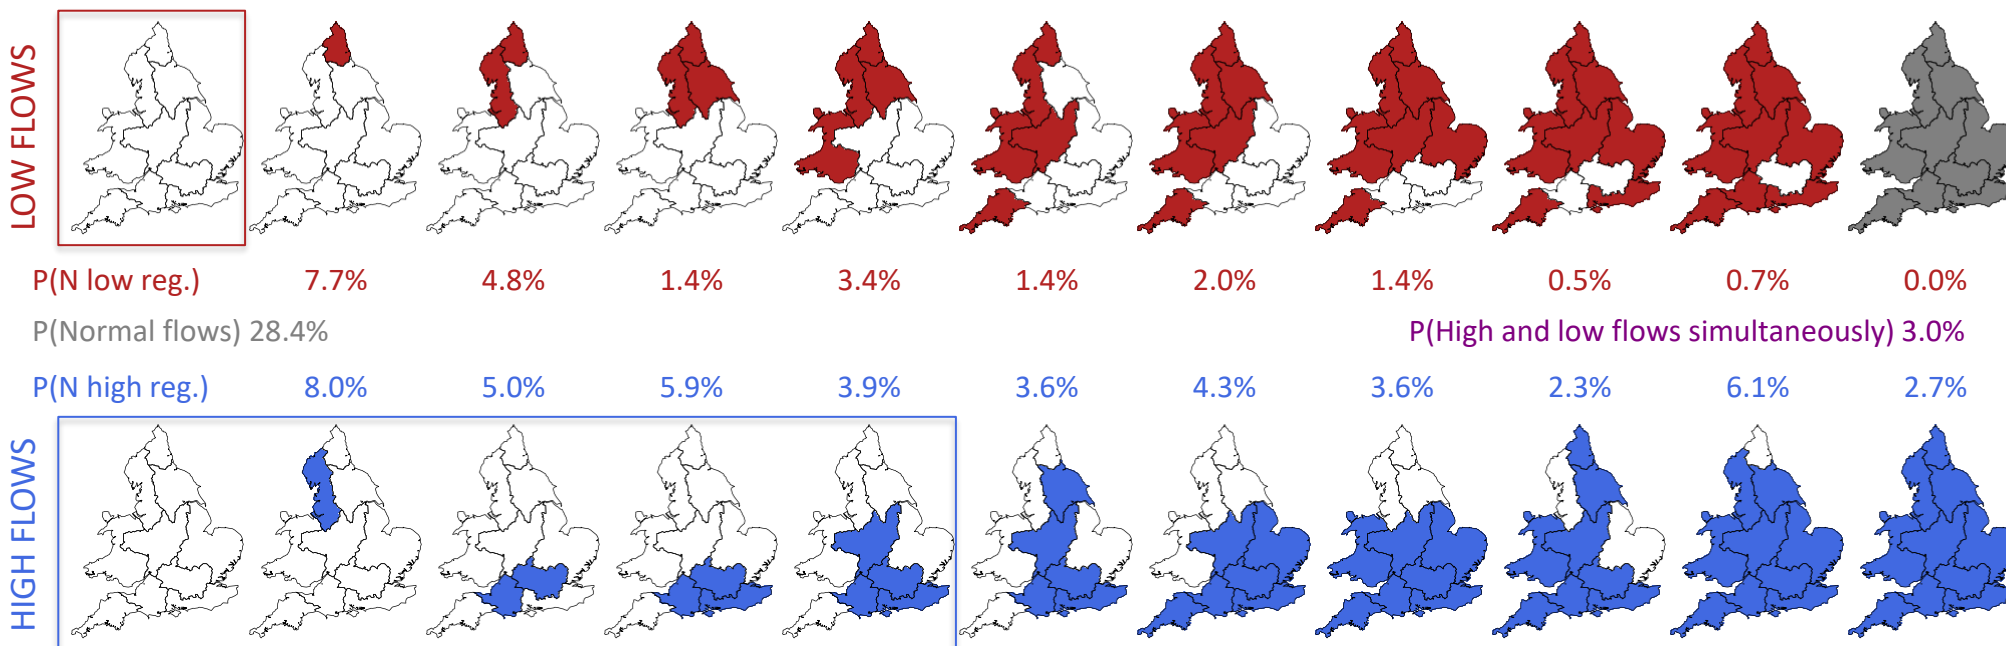 LOW FLOWS
P(N low reg.) 7.7% 4.8% 1.4% 3.4% 1.4% 2.0% 1.4% 0.5% 0.7% 0.0%
P(Normal flows) 28.4% P(High and low flows simultaneously) 3.0%
P(N high reg.) 8.0% 5.0% 5.9% 3.9% 3.6% 4.3% 3.6% 2.3% 6.1% 2.7%
HIGH FLOWS